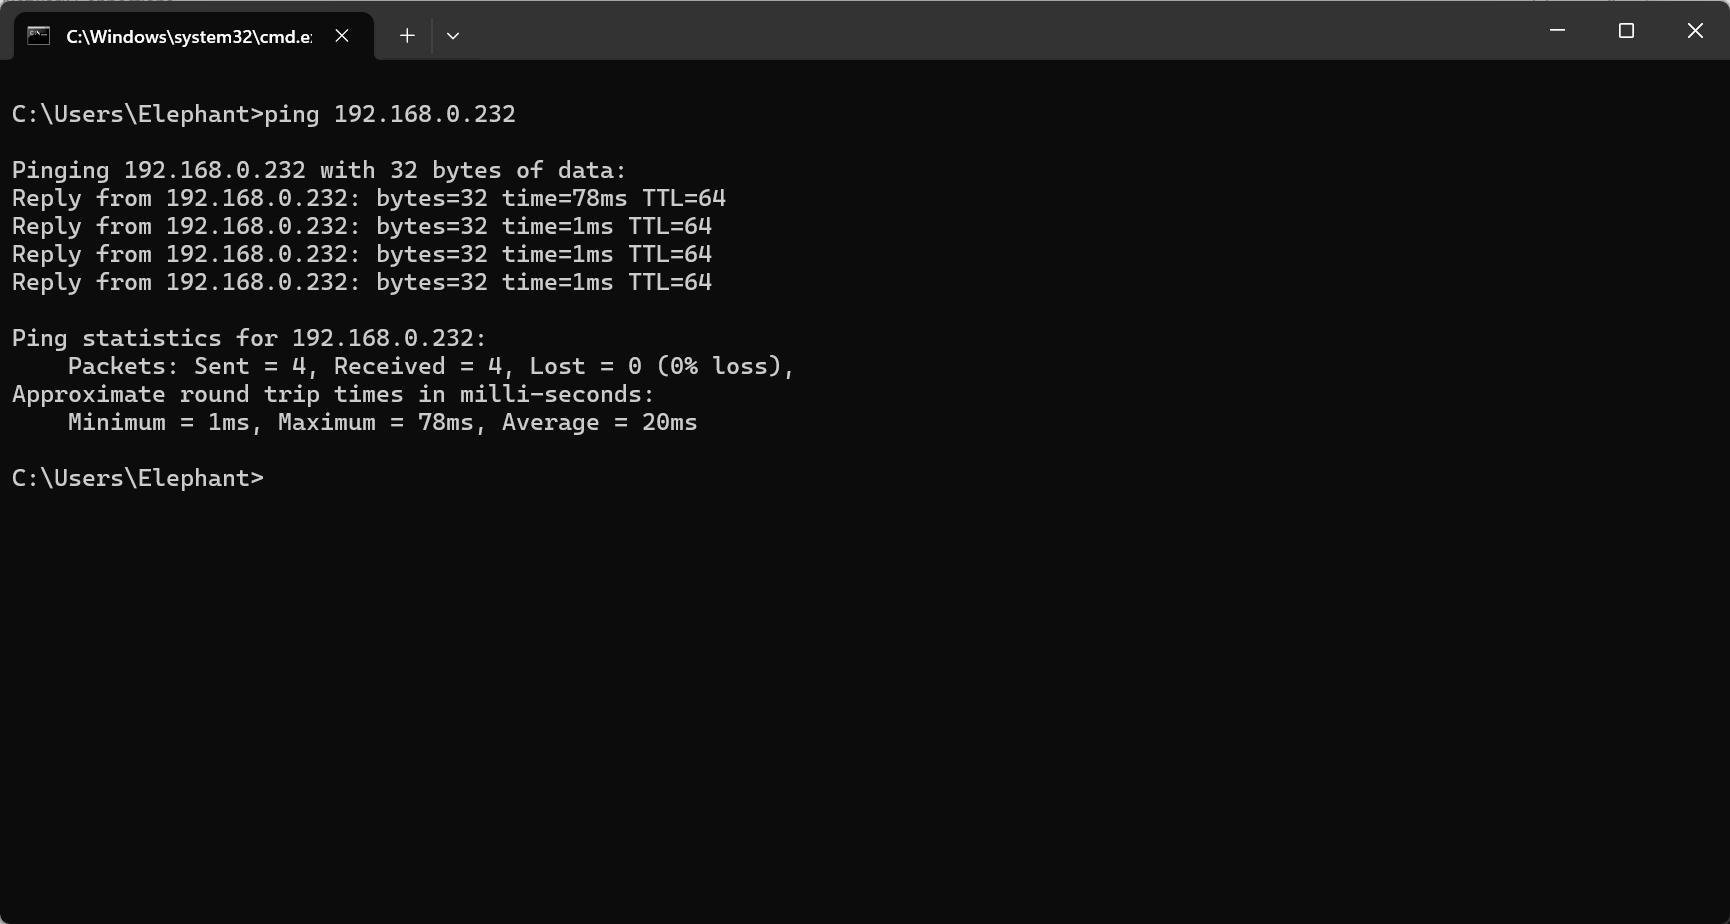 C:\Windows\system32\cmd.e
C:\Users\Elephant>ping 192.168.0.232
Pinging 192.168.0.232 with 32 bytes of data:
Reply from 192.168.0.232: bytes=32 time=78ms TTL=64
Reply from 192.168.0.232: bytes=32 time=1ms TTL=64
Reply from 192.168.0.232: bytes=32 time=1ms TTL=64
Reply from 192.168.0.232: bytes=32 time=1ms TTL=64
Ping statistics for 192.168.0.232:
Packets: Sent = 4, Received = 4, Lost = 0 (0% loss),
Approximate round trip times in milli-seconds:
Minimum = 1ms, Maximum = 78ms, Average = 20ms
C:\Users\Elephant>